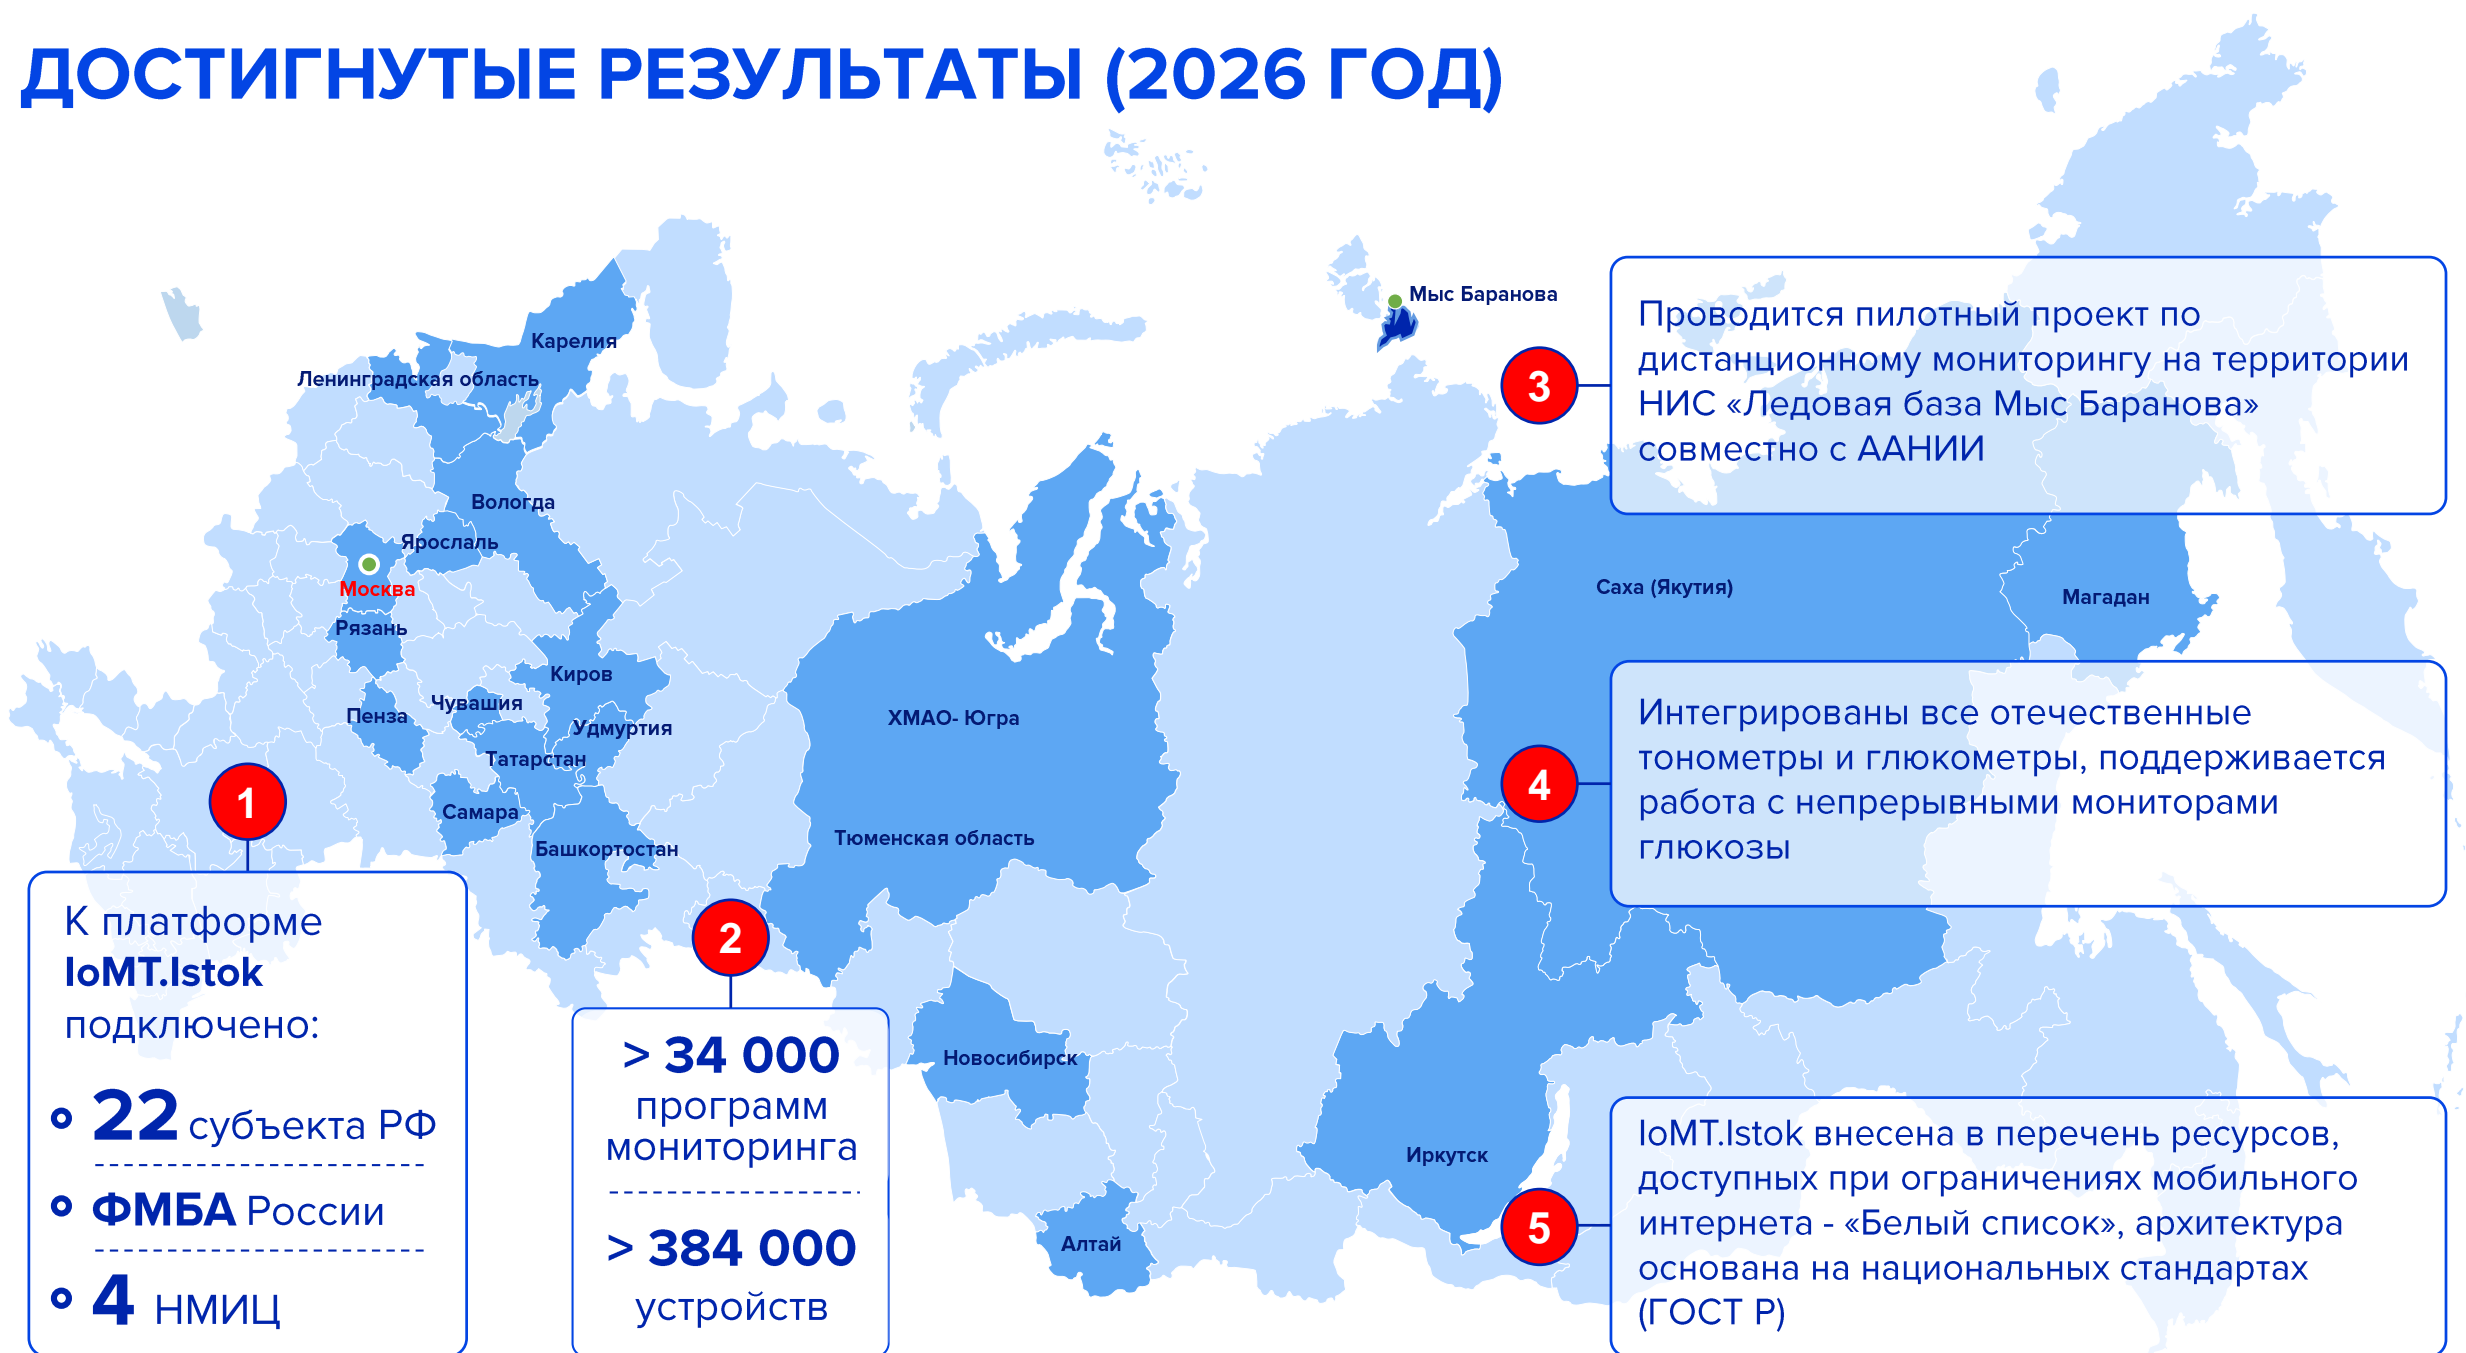 ДОСТИГНУТЫЕ РЕЗУЛЬТАТЫ (2026 ГОД)
Мыс Баранова
Карелия
Ленинградская область
Вологда
Ярослаль
Москва
Рязань
Киров
Чувашия
Пенза
Удмуртия
Татарстан
Самара
Башкортостан
ХМАО- Югра
Тюменская область
Саха (Якутия)
Магадан
Новосибирск
Иркутск
Алтай
1
К платформе
IoMT.Istok
подключено:
22 субъекта РФ
ФМБА России
4 НМИЦ
2
> 34 000
программ
мониторинга
> 384 000
устройств
3
Проводится пилотный проект по
дистанционному мониторингу на территории
НИС «Ледовая база Мыс Баранова»
совместно с ААНИИ
4
Интегрированы все отечественные
тонометры и глюкометры, поддерживается
работа с непрерывными мониторами
глюкозы
5
IoMT.Istok внесена в перечень ресурсов,
доступных при ограничениях мобильного
интернета - «Белый список», архитектура
основана на национальных стандартах
(ГОСТ Р)